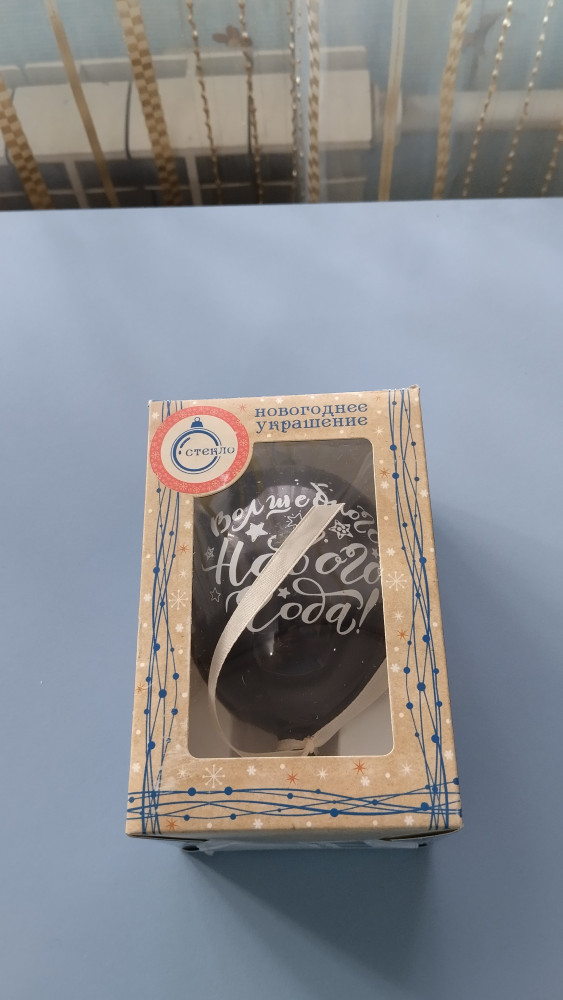 новогоднее
украшение
стекло
Волшебного
Нового
Года!